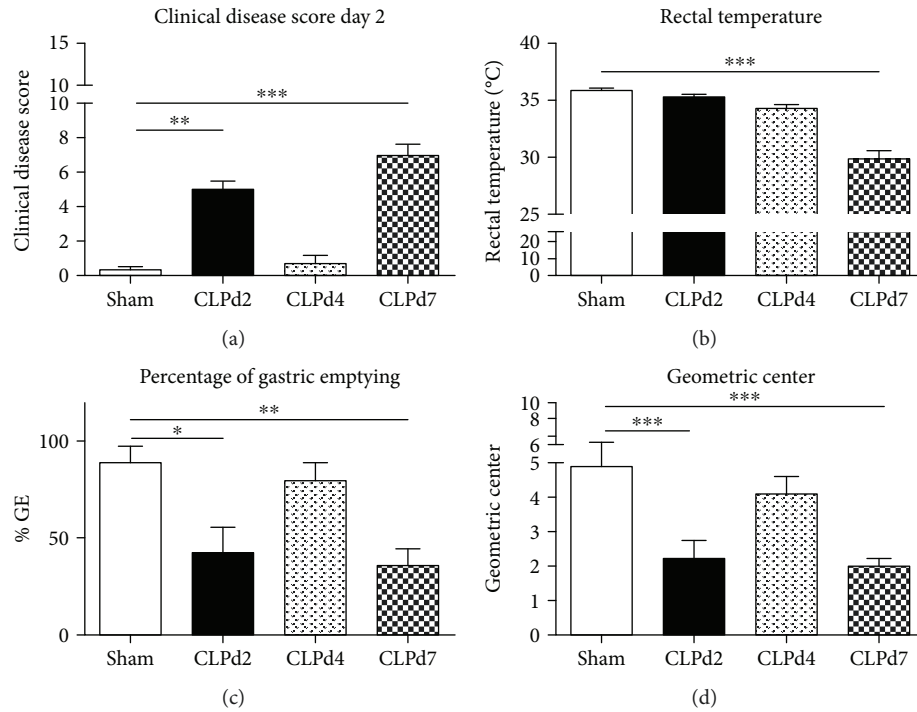 Clinical disease score day 2
Clinical disease score
15
10
10
8
6
4
2
0
***
**
Sham CLPd2 CLPd4 CLPd7
(a)
Rectal temperature
Rectal temperature (°C)
40
35
30
25
20
10
0
***
Sham CLPd2 CLPd4 CLPd7
(b)
Percentage of gastric emptying
% GE
100
50
0
**
*
Sham CLPd2 CLPd4 CLPd7
(c)
Geometric center
Geometric center
10
8
6
5
4
3
2
1
0
***
***
Sham CLPd2 CLPd4 CLPd7
(d)